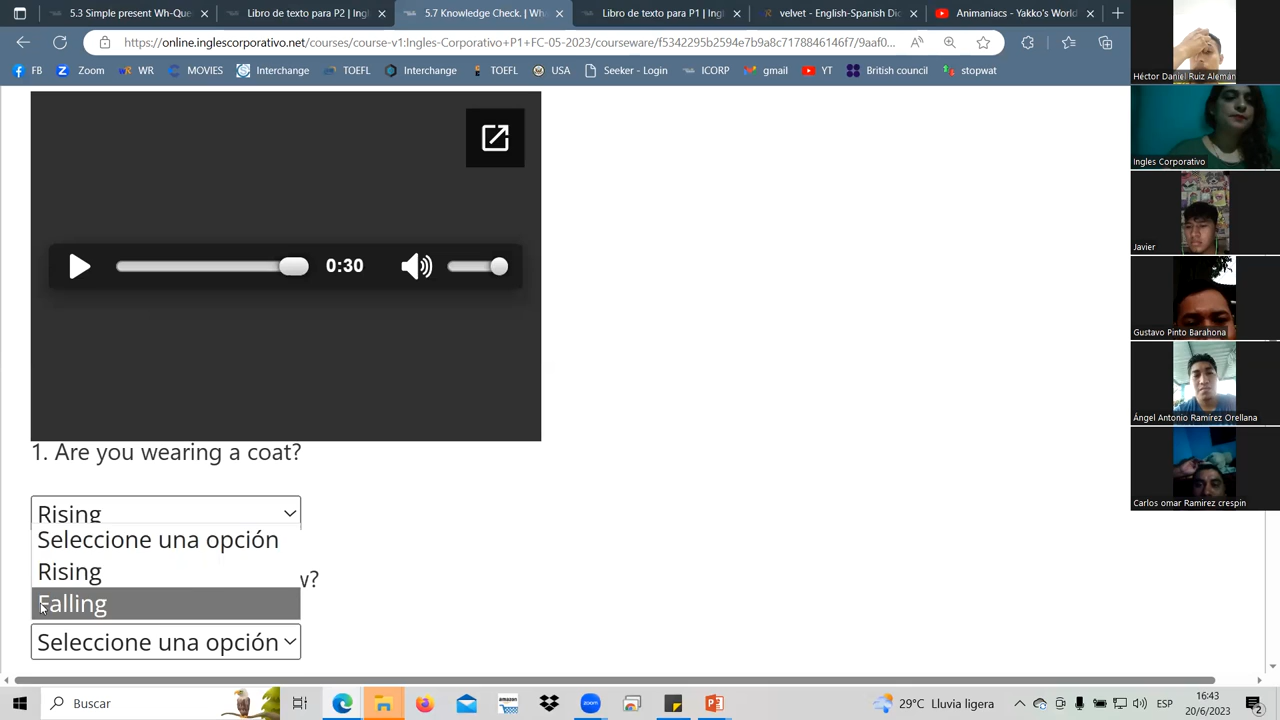 5.3 Simple present Wh-Que
Libro de texto para P2 | Ingl
5.7 Knowledge Check. | Wh
Libro de texto para P1 | Ingl
velvet - English-Spanish Dic
Animaniacs - Yakko's World
https://online.inglescorporativo.net/courses/course-v1:Ingles-Corporativo+P1+FC-05-2023/courseware/f5342295b2594e7b9a8c7178846146f7/9aaf0...
FB
Zoom
WR
MOVIES
Interchange
TOEFL
Interchange
TOEFL
USA
Seeker - Login
ICORP
gmail
YT
British council
stopwat
0:30
1. Are you wearing a coat?
Rising
Seleccione una opción
Rising
w?
Falling
Seleccione una opción
Héctor Daniel Ruiz Alemán
Ingles Corporativo
Javier
Gustavo Pinto Barahona
Ángel Antonio Ramírez Orellana
Carlos omar Ramirez crespin
Buscar
amazon
zoom
29°C Lluvia ligera
ESP
16:43
20/6/2023
2